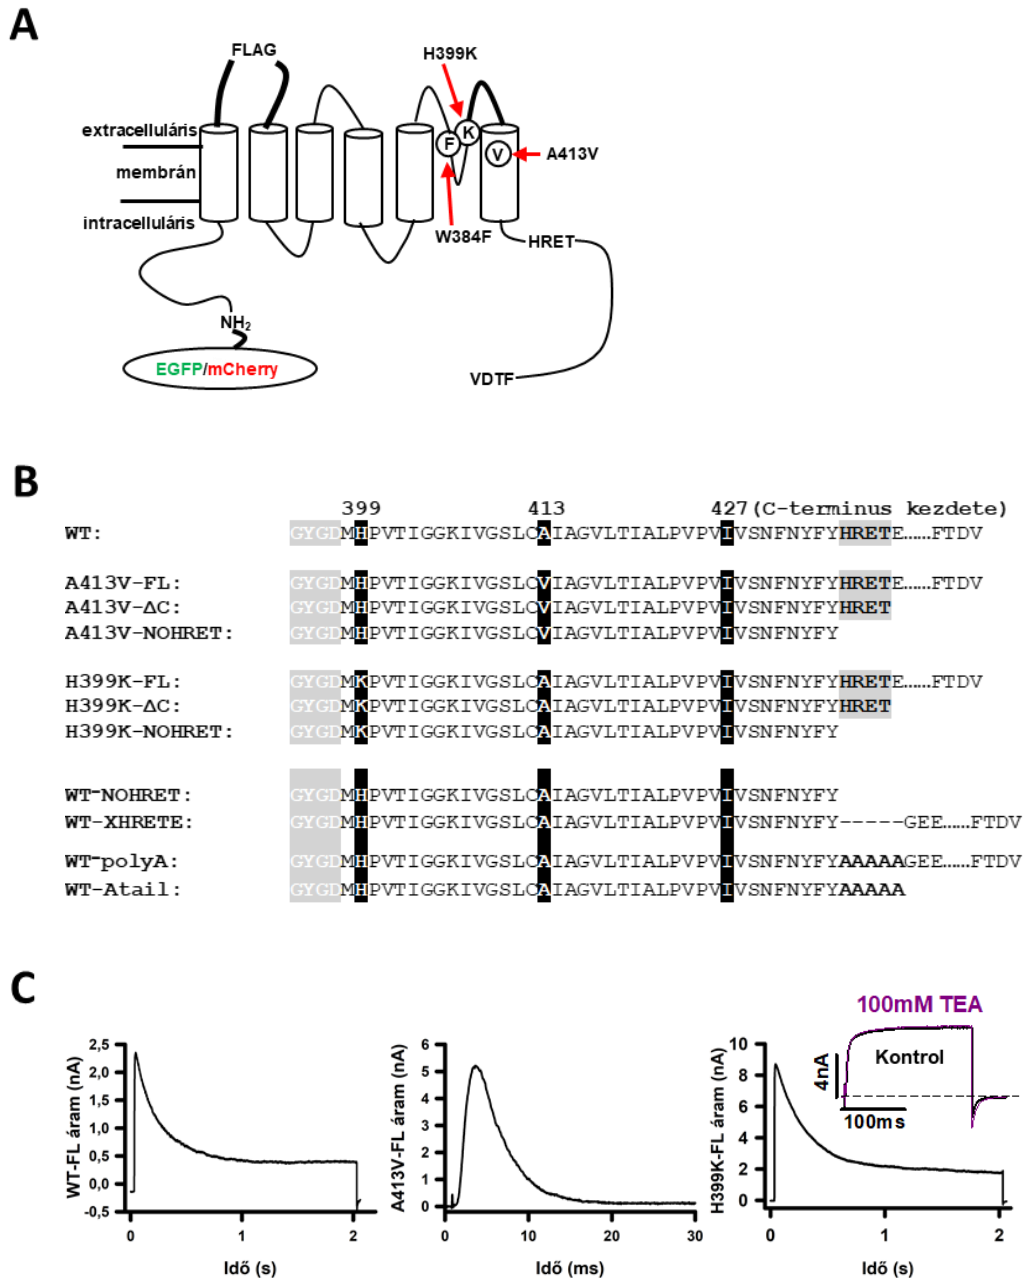 A
FLAG
H399K
extracelluláris
F
K
V
A413V
membrán
intracelluláris
W384F
HRET
NH2
EGFP/mCherry
VDTF
B
399 413 427(C-terminus kezdete)
WT: GYGDMHPVTIGGKIVGSLCAIAGVLTIALPVPVIVSNFNYFYHRETE……FTDV
A413V-FL: GYGDMHPVTIGGKIVGSLCVIAGVLTIALPVPVIVSNFNYFYHRETE……FTDV
A413V-ΔC: GYGDMHPVTIGGKIVGSLCVIAGVLTIALPVPVIVSNFNYFYHRET
A413V-NOHRET: GYGDMHPVTIGGKIVGSLCVIAGVLTIALPVPVIVSNFNYFY
H399K-FL: GYGDMKPVTIGGKIVGSLCAIAGVLTIALPVPVIVSNFNYFYHRETE……FTDV
H399K-ΔC: GYGDMKPVTIGGKIVGSLCAIAGVLTIALPVPVIVSNFNYFYHRET
H399K-NOHRET: GYGDMKPVTIGGKIVGSLCAIAGVLTIALPVPVIVSNFNYFY
WT-NOHRET: GYGDMHPVTIGGKIVGSLCAIAGVLTIALPVPVIVSNFNYFY
WT-XHRETE: GYGDMHPVTIGGKIVGSLCAIAGVLTIALPVPVIVSNFNYFY-----GEE……FTDV
WT-polyA: GYGDMHPVTIGGKIVGSLCAIAGVLTIALPVPVIVSNFNYFYAAAAAGEE……FTDV
WT-Atail: GYGDMHPVTIGGKIVGSLCAIAGVLTIALPVPVIVSNFNYFYAAAAA
C
WT-FL áram (nA)
2,5
2,0
1,5
1,0
0,5
0,0
-0,5
0 1 2
Idő (s)
A413V-FL áram (nA)
6
5
4
3
2
1
0
0 5 10 15 20 30
Idő (ms)
H399K-FL áram (nA)
10
8
6
4
2
0
0 1 2
Idő (s)
100mM TEA
Kontrol
4nA
100ms